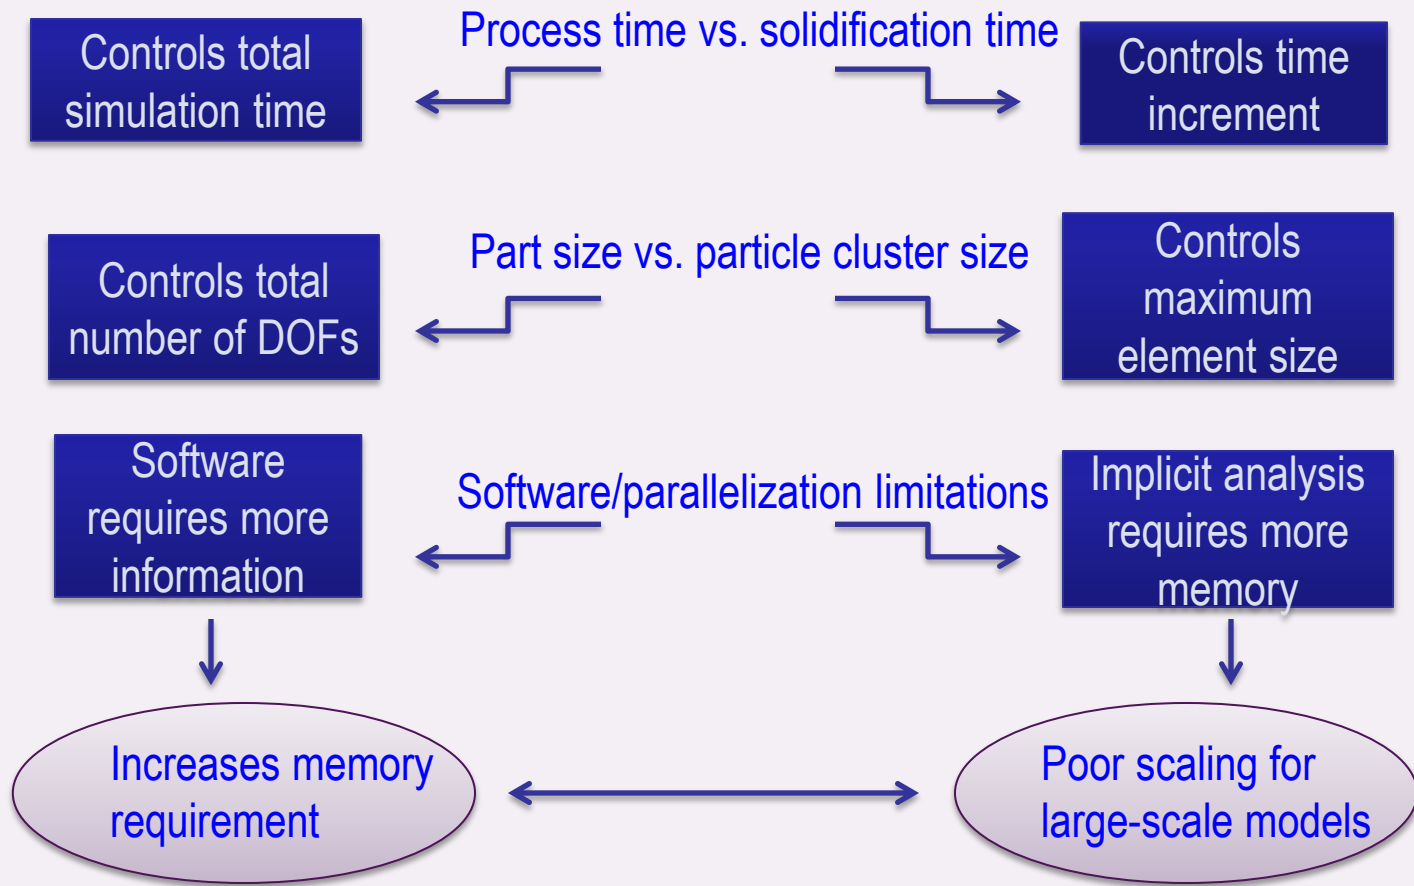 Process time vs. solidification time
Controls total
simulation time
Controls time
increment
Part size vs. particle cluster size
Controls total
number of DOFs
Controls
maximum
element size
Software/parallelization limitations
Software
requires more
information
Implicit analysis
requires more
memory
Increases memory
requirement
Poor scaling for
large-scale models